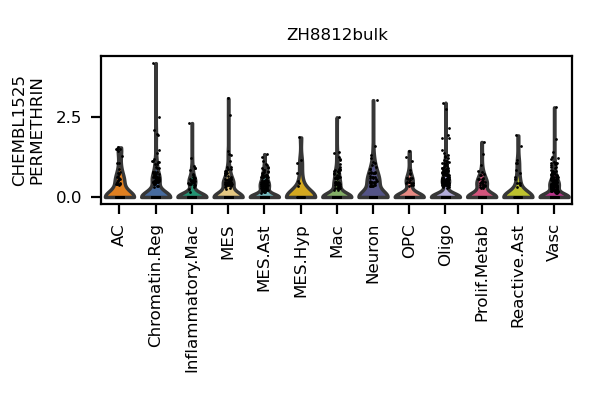 ZH8812bulk
CHEMBL1525
PERMETHRIN
2.5
0.0
AC
Chromatin.Reg
Inflammatory.Mac
MES
MES.Ast
MES.Hyp
Mac
Neuron
OPC
Oligo
Prolif.Metab
Reactive.Ast
Vasc